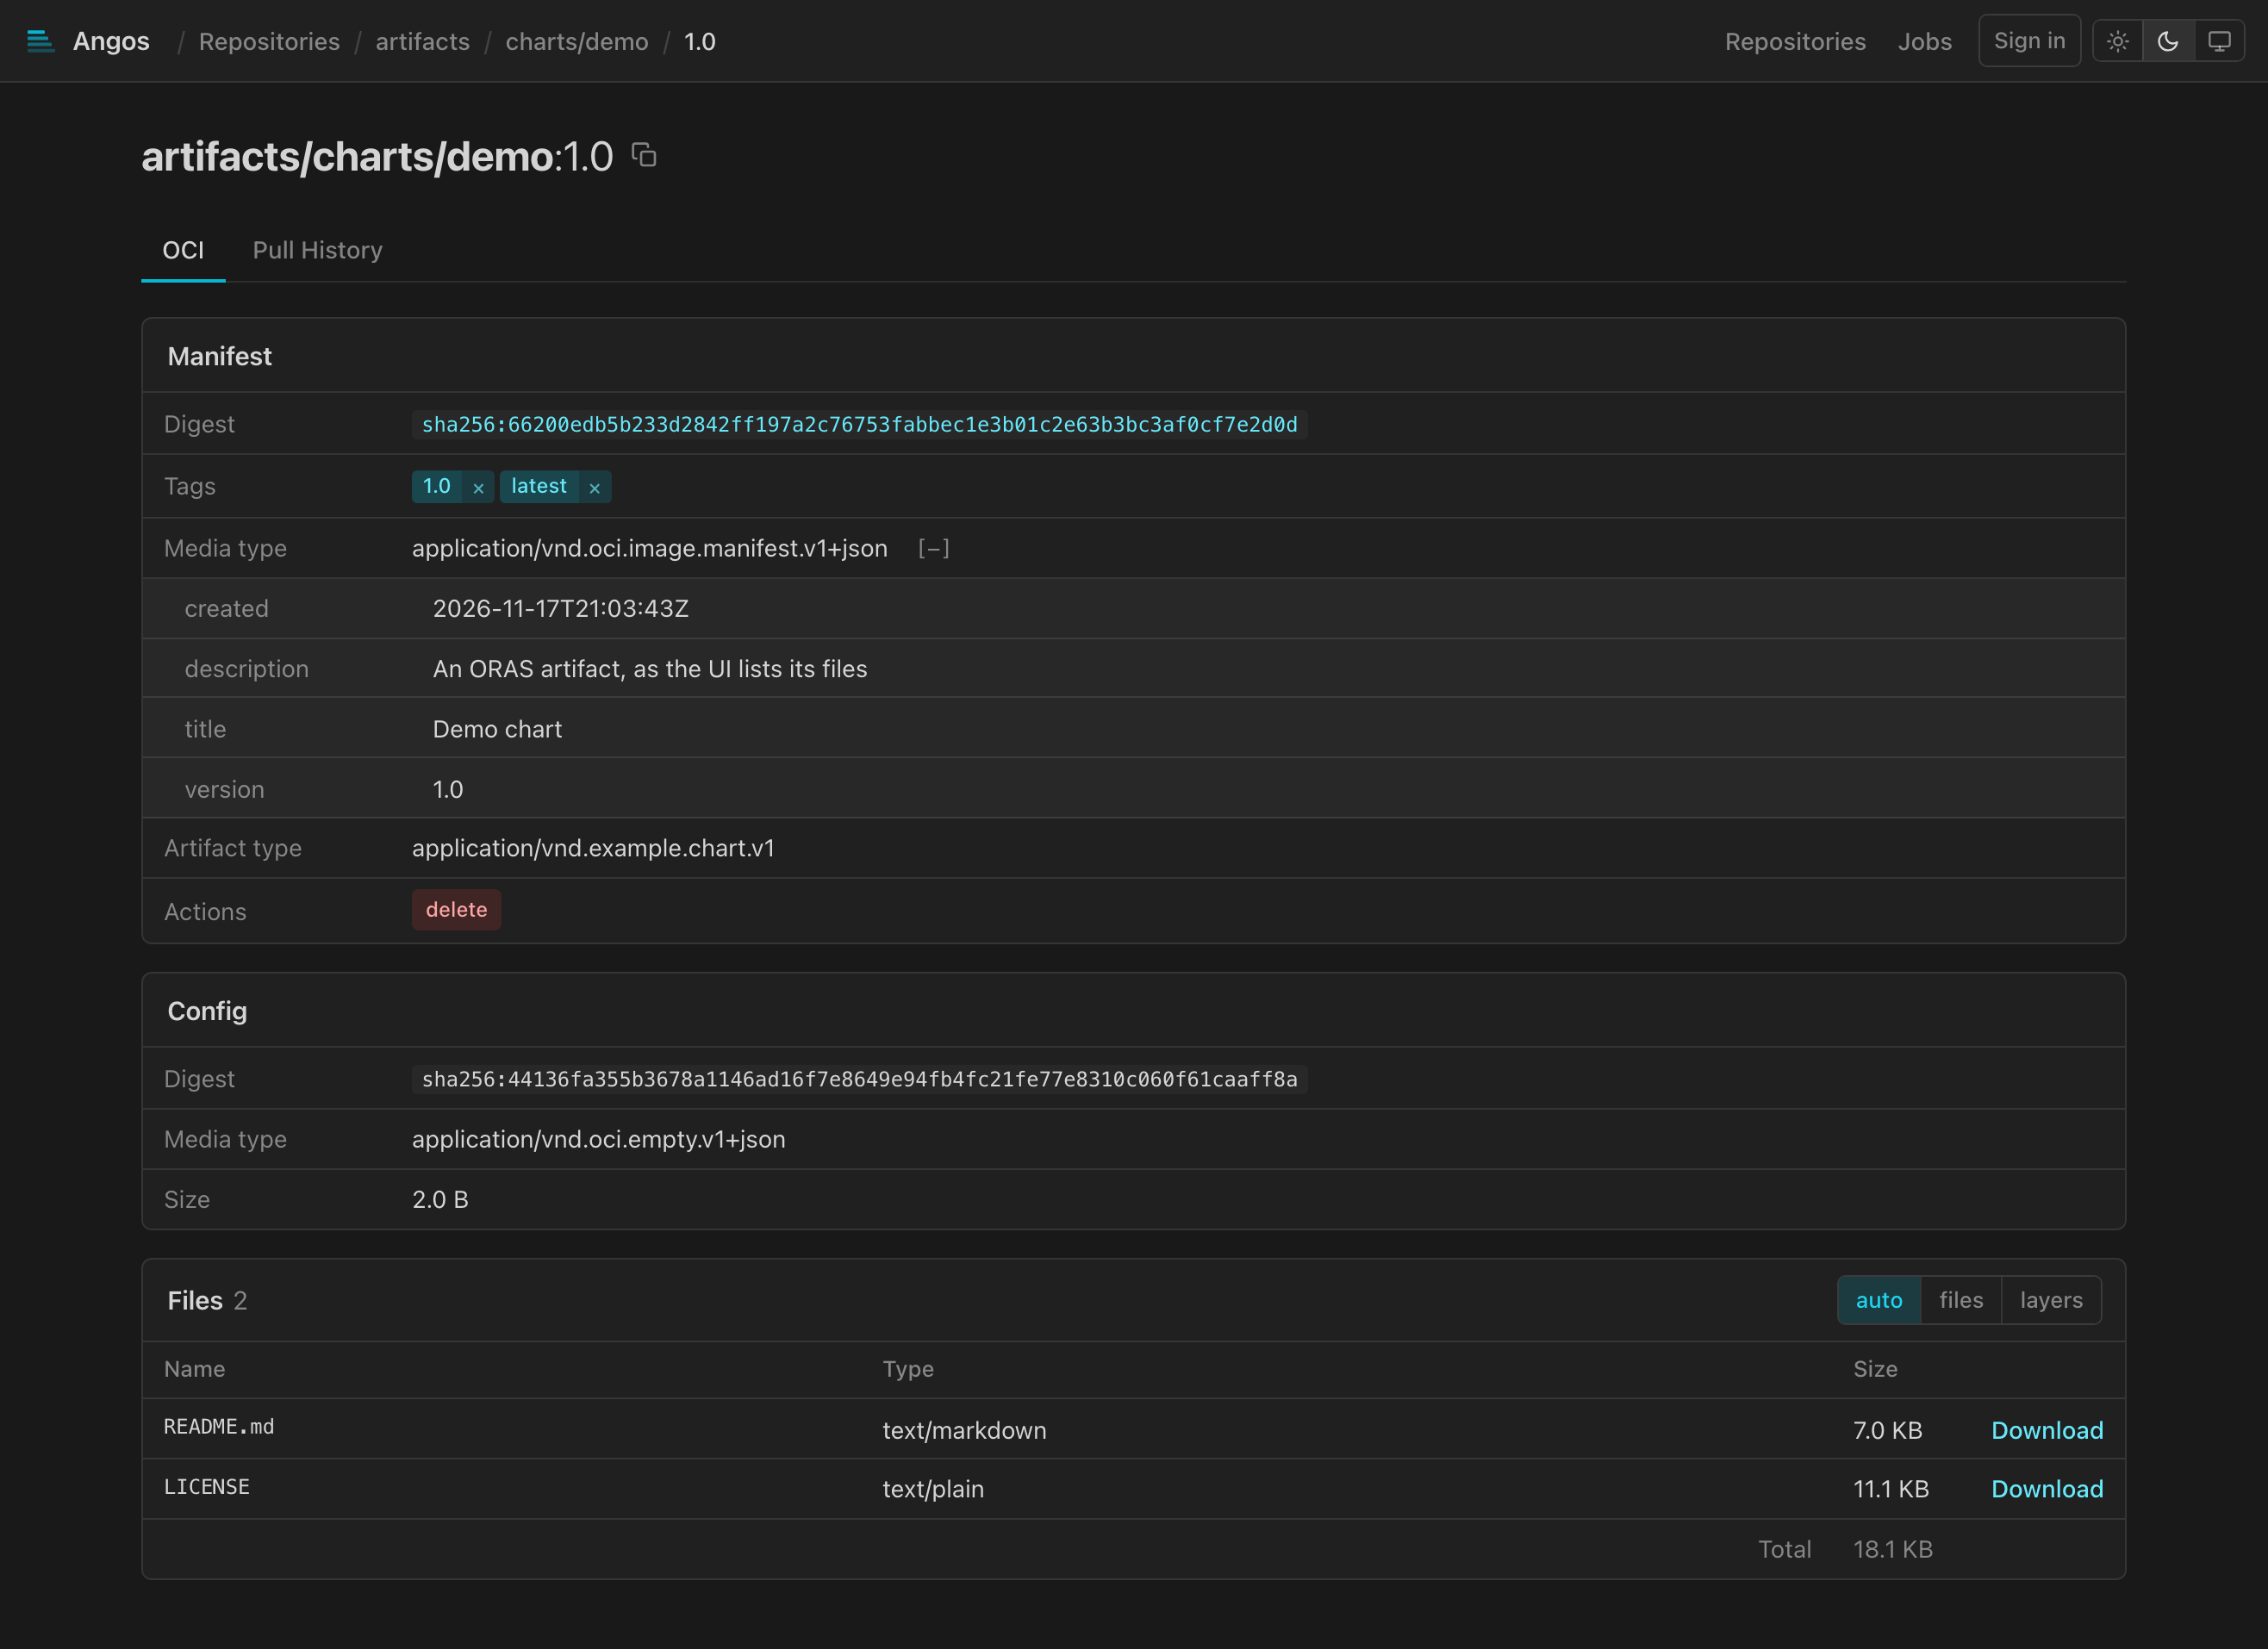 Angos / Repositories / artifacts / charts/demo / 1.0 Repositories Jobs Sign in
artifacts/charts/demo:1.0
OCI Pull History
Manifest
Digest sha256:66200edb5b233d2842ff197a2c76753fabbec1e3b01c2e63b3bc3af0cf7e2d0d
Tags 1.0 × latest ×
Media type application/vnd.oci.image.manifest.v1+json [−]
created 2026-11-17T21:03:43Z
description An ORAS artifact, as the UI lists its files
title Demo chart
version 1.0
Artifact type application/vnd.example.chart.v1
Actions delete
Config
Digest sha256:44136fa355b3678a1146ad16f7e8649e94fb4fc21fe77e8310c060f61caaff8a
Media type application/vnd.oci.empty.v1+json
Size 2.0 B
Files 2 auto files layers
Name Type Size
README.md text/markdown 7.0 KB Download
LICENSE text/plain 11.1 KB Download
Total 18.1 KB